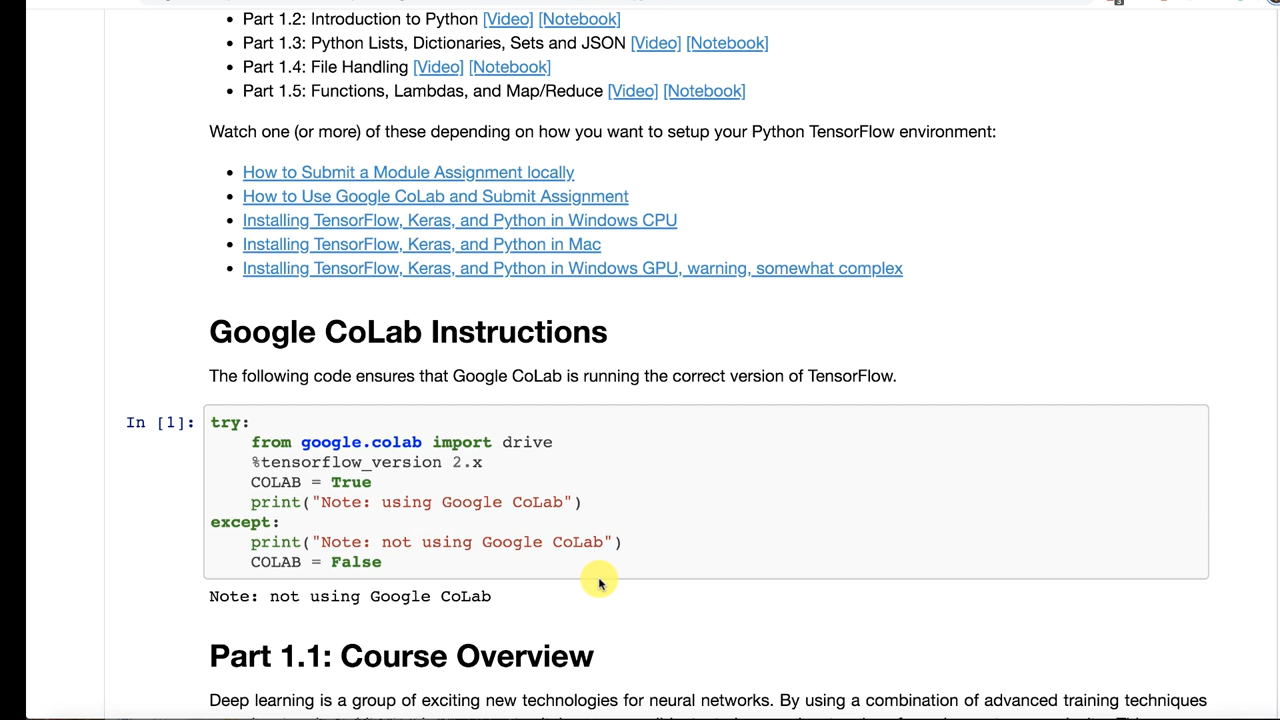 Part 1.2: Introduction to Python [Video] [Notebook]
Part 1.3: Python Lists, Dictionaries, Sets and JSON [Video] [Notebook]
Part 1.4: File Handling [Video] [Notebook]
Part 1.5: Functions, Lambdas, and Map/Reduce [Video] [Notebook]
Watch one (or more) of these depending on how you want to setup your Python TensorFlow environment:
How to Submit a Module Assignment locally
How to Use Google CoLab and Submit Assignment
Installing TensorFlow, Keras, and Python in Windows CPU
Installing TensorFlow, Keras, and Python in Mac
Installing TensorFlow, Keras, and Python in Windows GPU, warning, somewhat complex
Google CoLab Instructions
The following code ensures that Google CoLab is running the correct version of TensorFlow.
In [1]: try:
from google.colab import drive
%tensorflow_version 2.x
COLAB = True
print("Note: using Google CoLab")
except:
print("Note: not using Google CoLab")
COLAB = False
Note: not using Google CoLab
Part 1.1: Course Overview
Deep learning is a group of exciting new technologies for neural networks. By using a combination of advanced training techniques